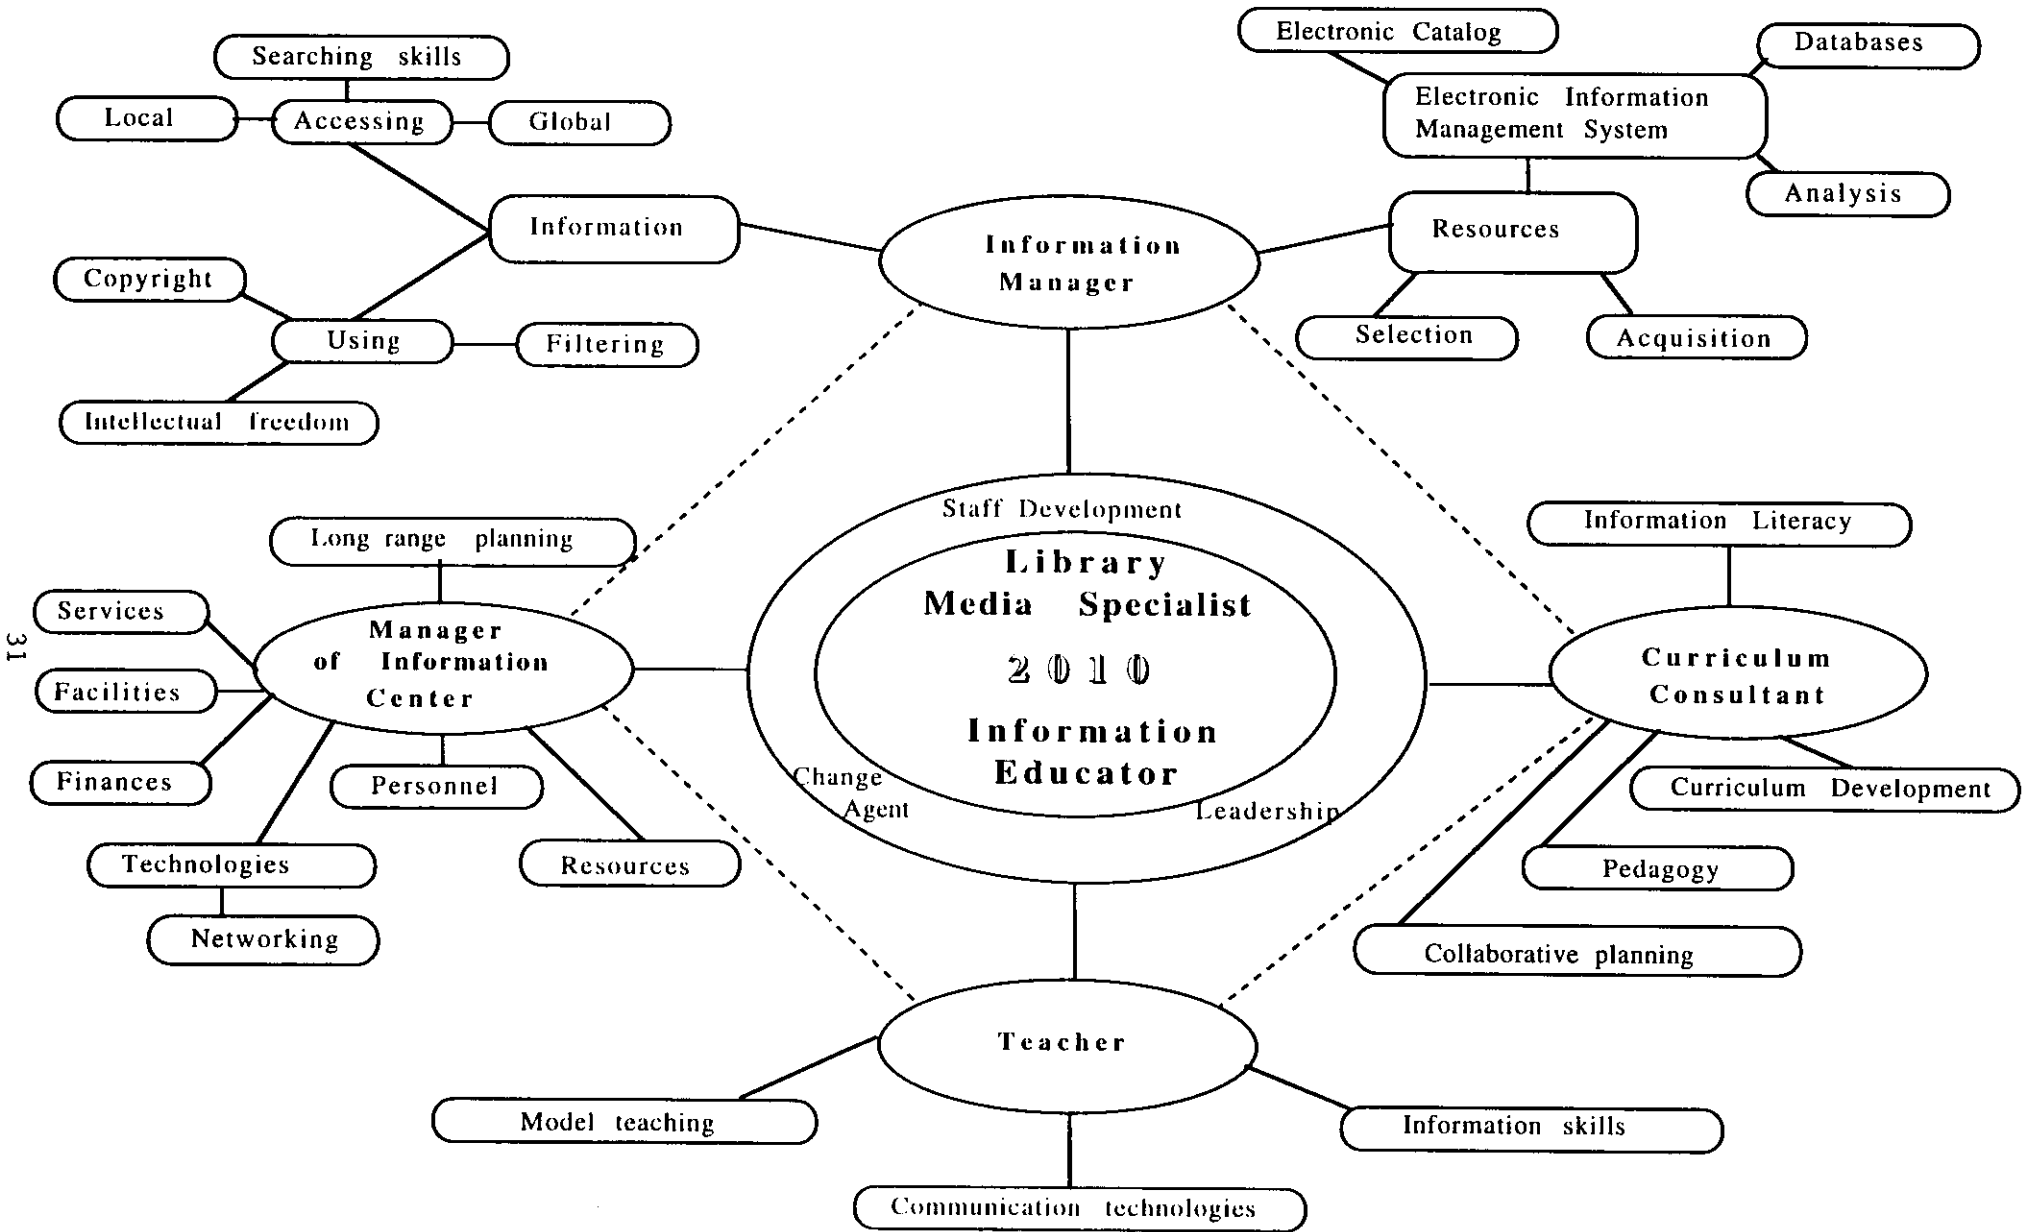 Searching skills
Local
Accessing
Global
Information
Copyright
Using
Filtering
Intellectual freedom
Electronic Catalog
Databases
Electronic Information
Management System
Analysis
Resources
Selection
Acquisition
Information
Manager
Staff Development
Library
Media Specialist
2010
Information
Educator
Change
Agent
Leadership
Long range planning
Services
Facilities
Finances
Manager
of Information
Center
Personnel
Technologies
Networking
Resources
Information Literacy
Curriculum
Consultant
Curriculum Development
Pedagogy
Collaborative planning
Teacher
Model teaching
Communication technologies
Information skills
31